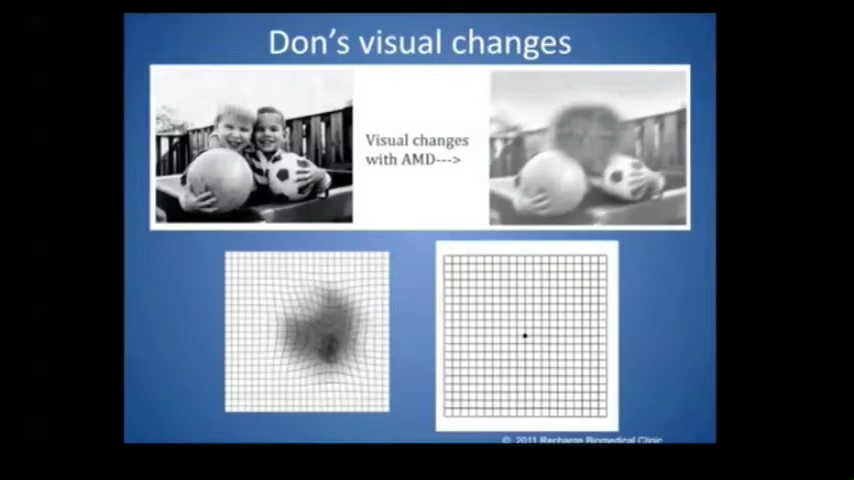 Don's visual changes
Visual changes
with AMD--->
© 2011 Recharge Biomedical Clinic